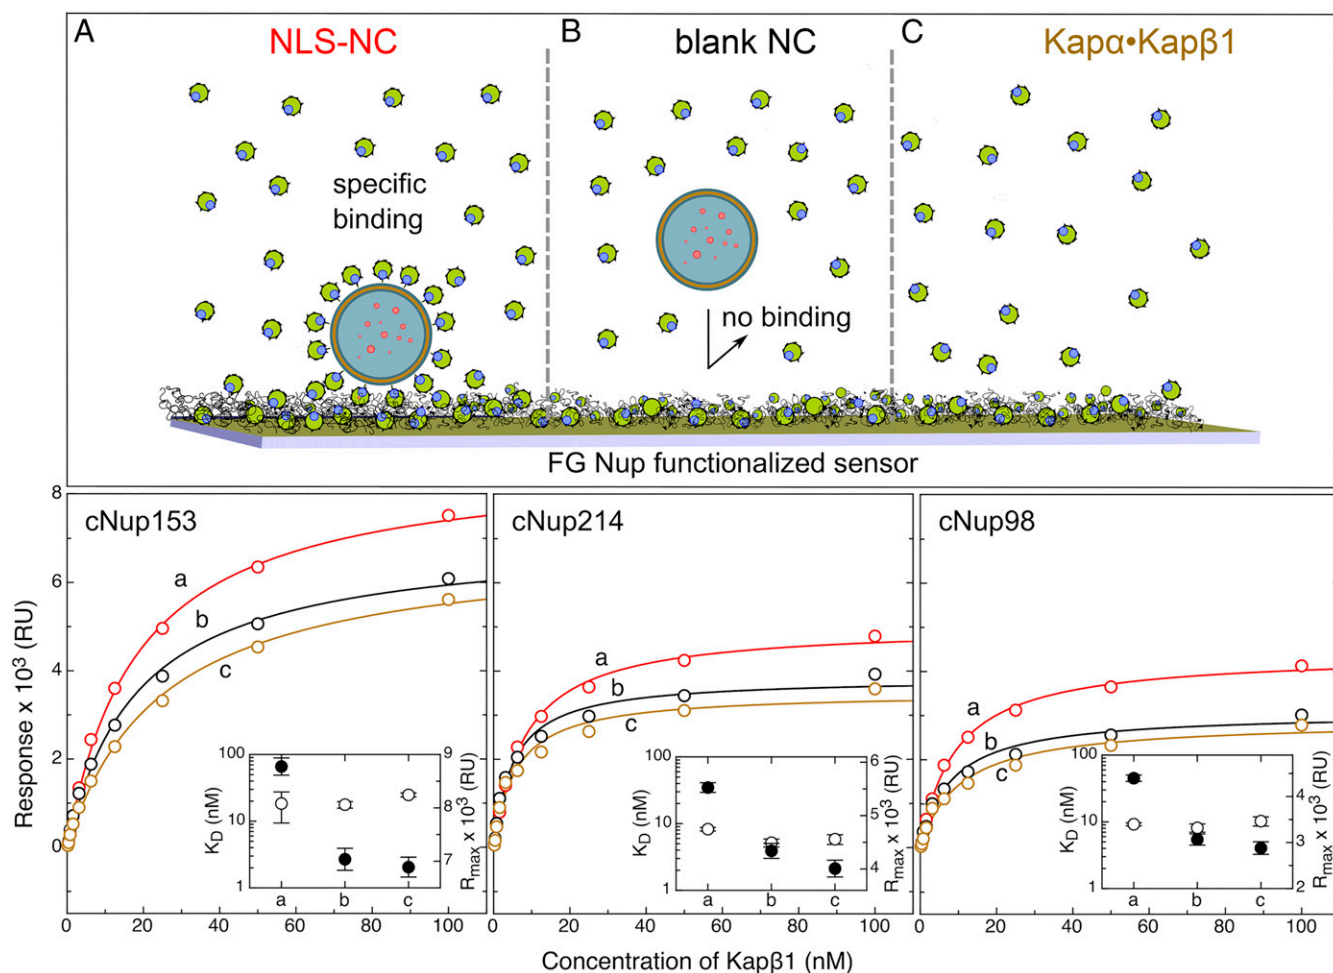 A
NLS-NC
B
blank NC
C
Kapα•Kapβ1
specific
binding
no binding
FG Nup functionalized sensor
Response x 10³ (RU)
8
6
4
2
0
cNup153
a
b
c
K_D (nM)
100
10
1
9
8
7
R_max x 10³ (RU)
a
b
c
0
20
40
60
80
100
cNup214
a
b
c
K_D (nM)
100
10
1
6
5
4
R_max x 10³ (RU)
a
b
c
0
20
40
60
80
100
cNup98
a
b
c
K_D (nM)
100
10
1
4
3
2
R_max x 10³ (RU)
a
b
c
0
20
40
60
80
100
Concentration of Kapβ1 (nM)